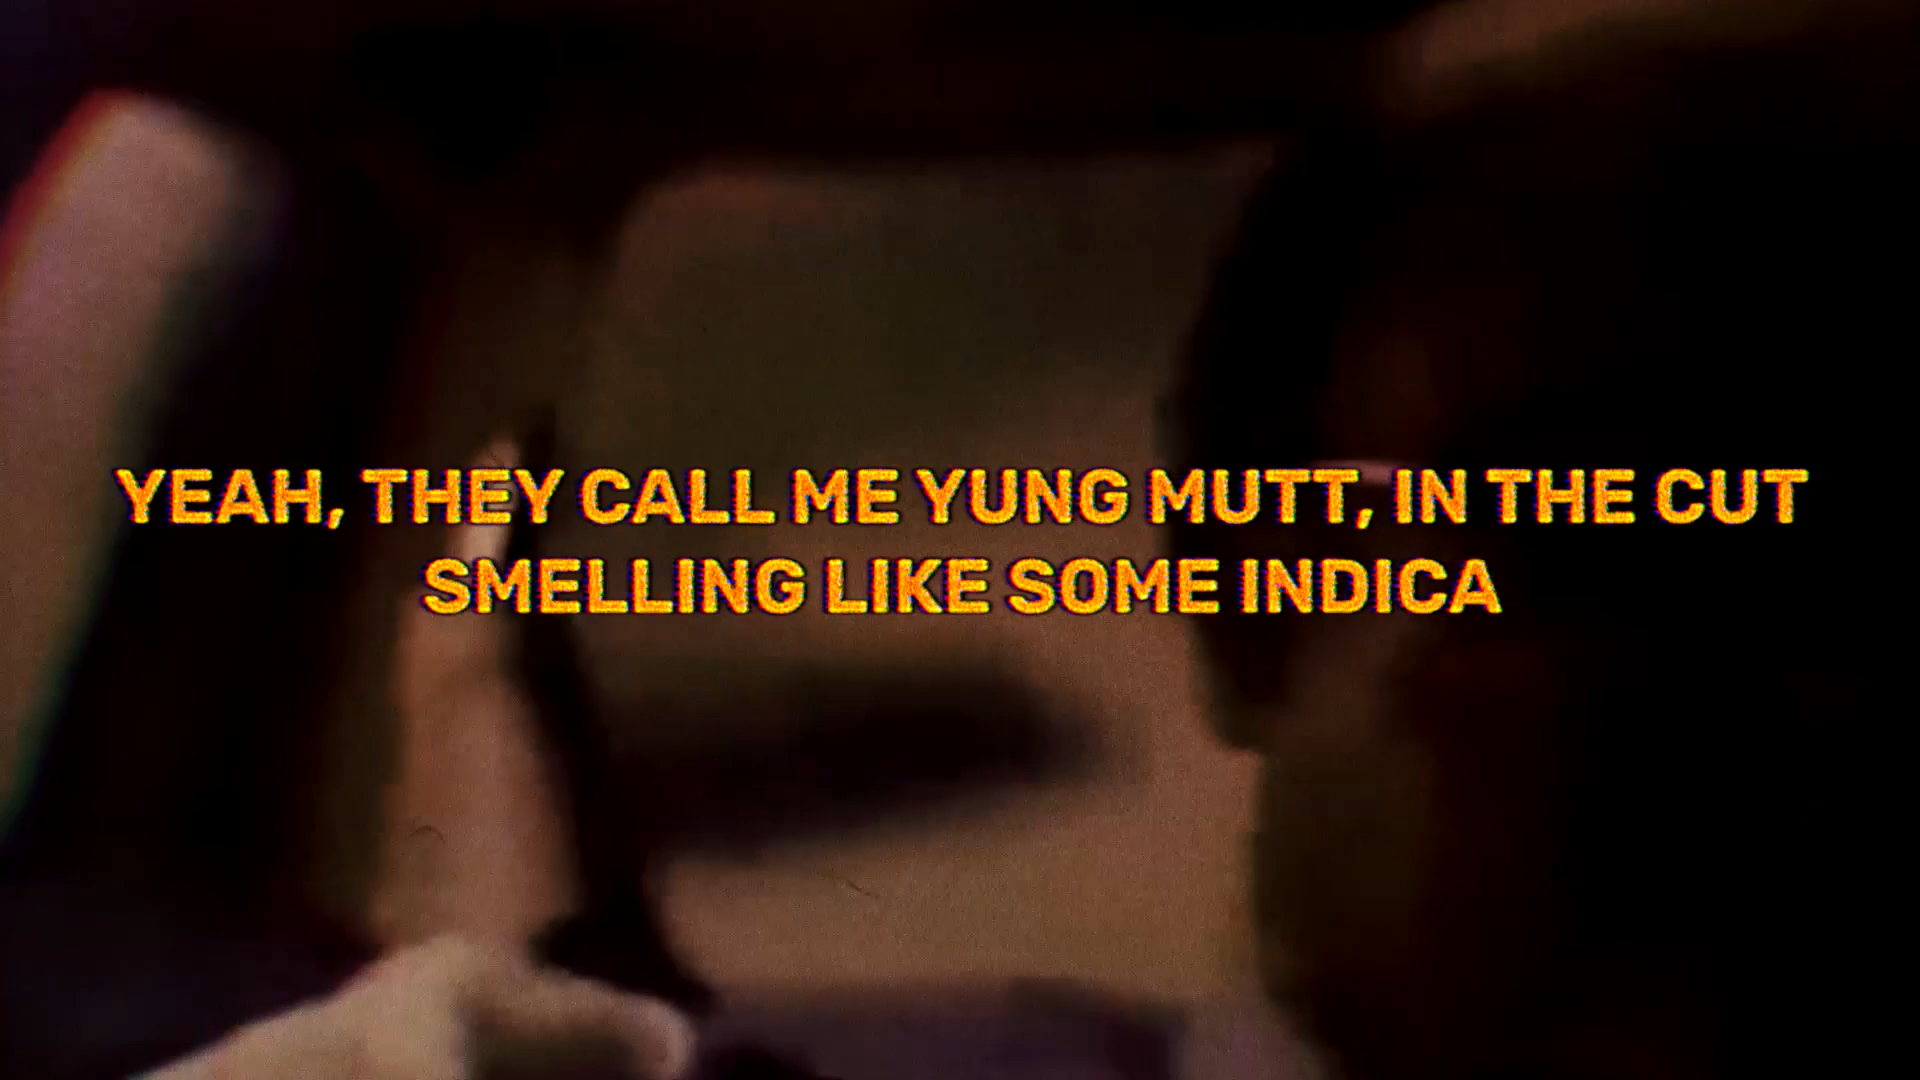 YEAH, THEY CALL ME YUNG MUTT, IN THE CUT
SMELLING LIKE SOME INDICA